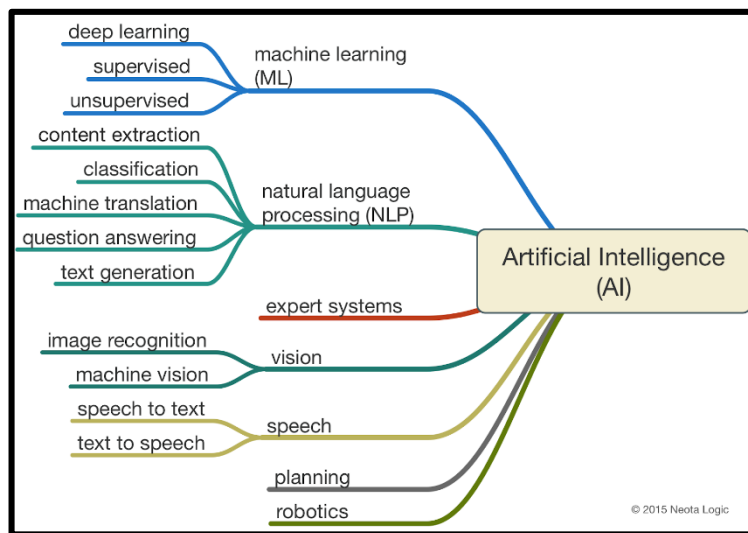 deep learning
supervised
unsupervised
machine learning
(ML)
content extraction
classification
machine translation
question answering
text generation
natural language
processing (NLP)
expert systems
image recognition
machine vision
vision
speech to text
text to speech
speech
planning
robotics
Artificial Intelligence
(AI)
© 2015 Neota Logic